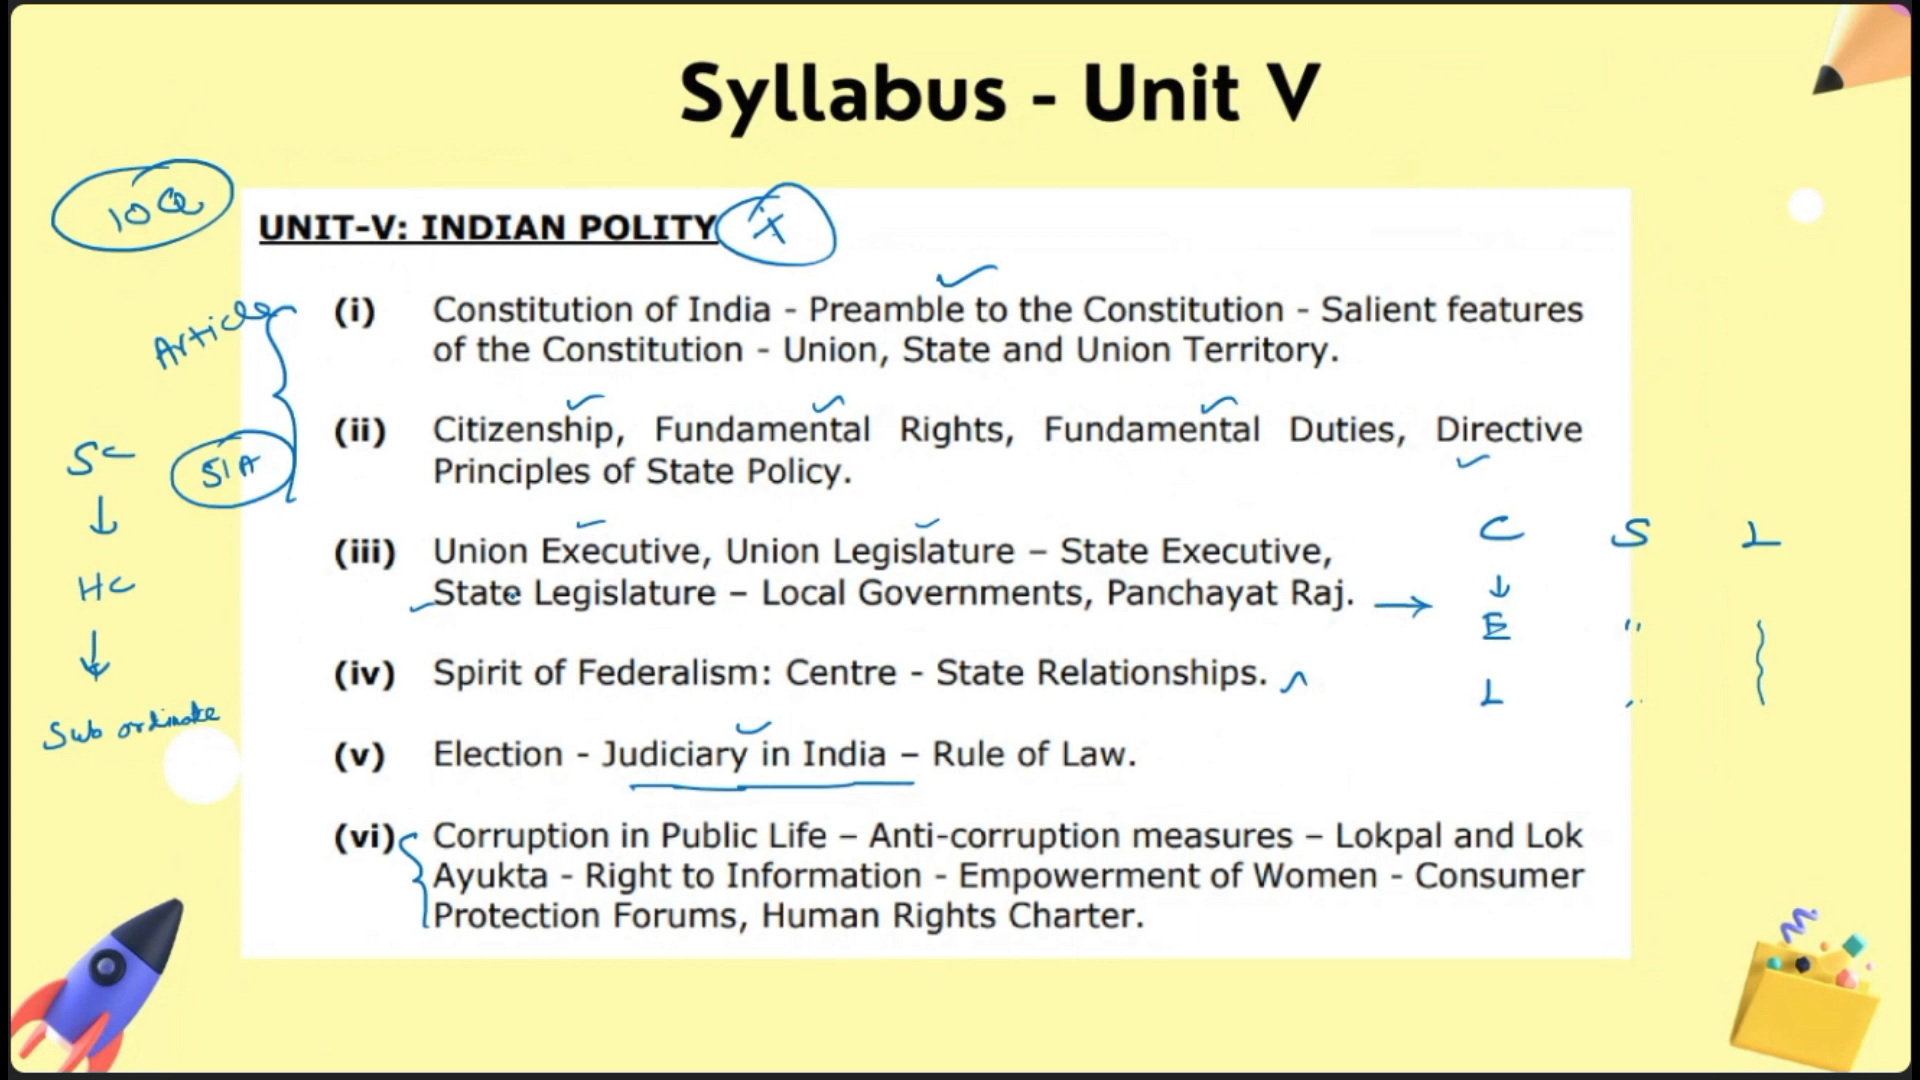 Syllabus - Unit V
10Q
UNIT-V: INDIAN POLITY
Article
(i) Constitution of India - Preamble to the Constitution - Salient features
of the Constitution - Union, State and Union Territory.
(ii) Citizenship, Fundamental Rights, Fundamental Duties, Directive
Principles of State Policy.
51A
SC
HC
Sub ordinate
(iii) Union Executive, Union Legislature – State Executive,
State Legislature – Local Governments, Panchayat Raj.
C S L
E "
L "
(iv) Spirit of Federalism: Centre - State Relationships.
(v) Election - Judiciary in India – Rule of Law.
(vi) Corruption in Public Life – Anti-corruption measures – Lokpal and Lok
Ayukta - Right to Information - Empowerment of Women - Consumer
Protection Forums, Human Rights Charter.